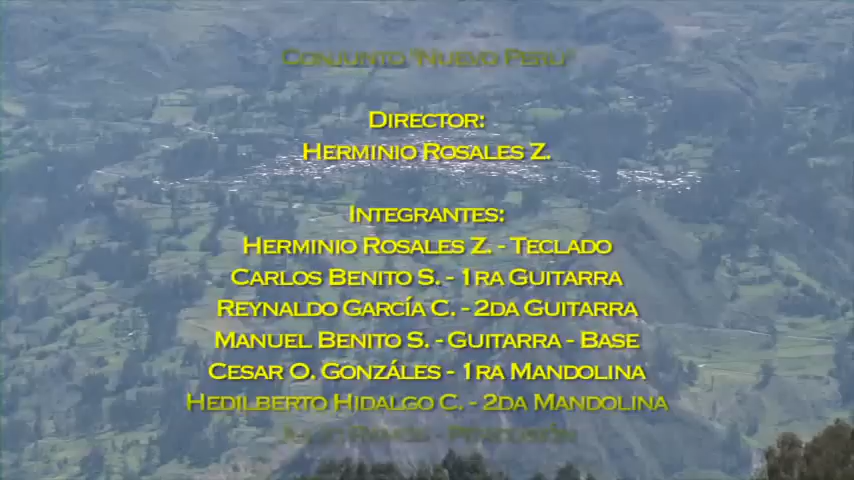 Conjunto "Nuevo Perú"
Director:
Herminio Rosales Z.
Integrantes:
Herminio Rosales Z. - Teclado
Carlos Benito S. - 1ra Guitarra
Reynaldo García C. - 2da Guitarra
Manuel Benito S. - Guitarra - Base
Cesar O. Gonzáles - 1ra Mandolina
Hedilberto Hidalgo C. - 2da Mandolina